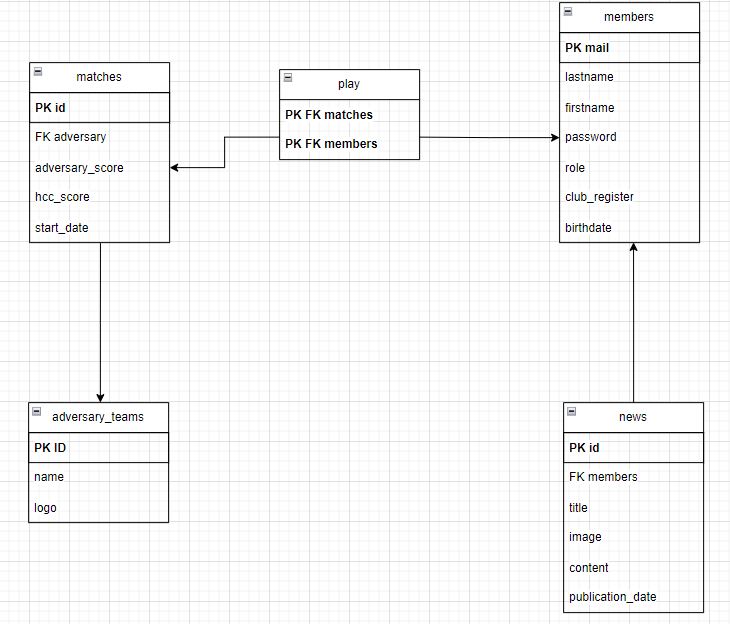 matches
PK id
FK adversary
adversary_score
hcc_score
start_date
play
PK FK matches
PK FK members
members
PK mail
lastname
firstname
password
role
club_register
birthdate
adversary_teams
PK ID
name
logo
news
PK id
FK members
title
image
content
publication_date